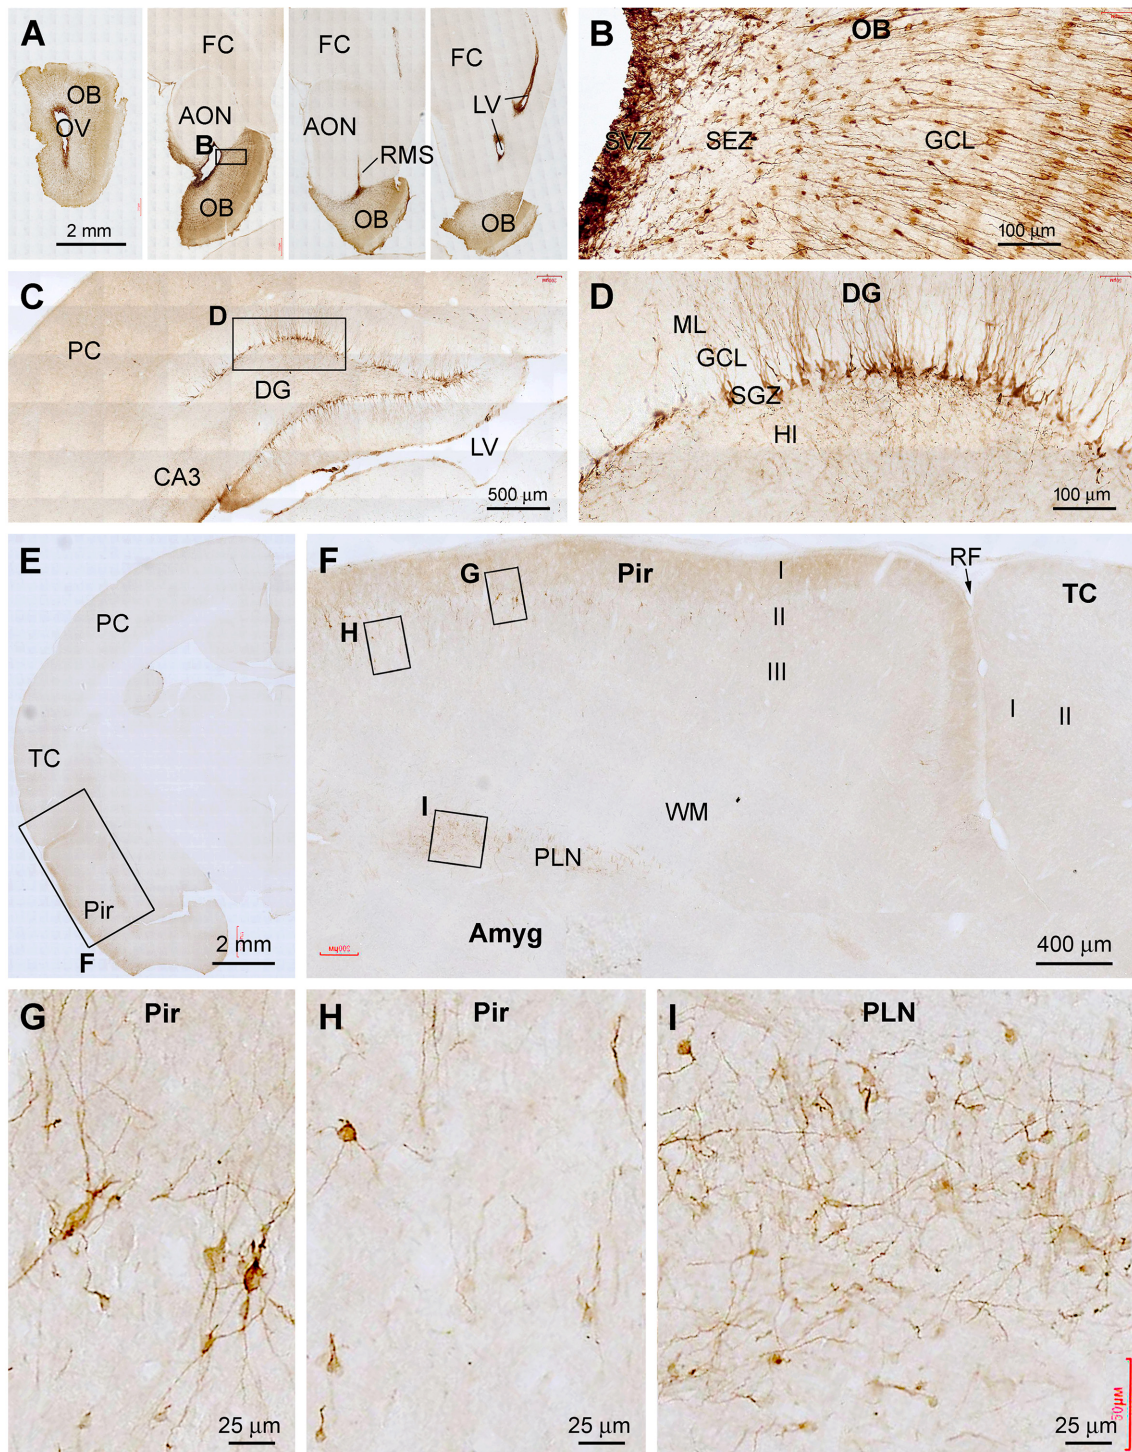 A
OB
OV
2 mm
FC
AON
B
OB
FC
AON
RMS
OB
FC
LV
OB
B
OB
SVZ
SEZ
GCL
100 µm
C
PC
D
DG
CA3
LV
500 µm
D
DG
ML
GCL
SGZ
HI
100 µm
E
PC
TC
Pir
F
2 mm
F
G
Pir
I
RF
TC
II
H
III
I
II
I
WM
PLN
Amyg
200µm
400 µm
G
Pir
25 µm
H
Pir
25 µm
I
PLN
50µm
25 µm